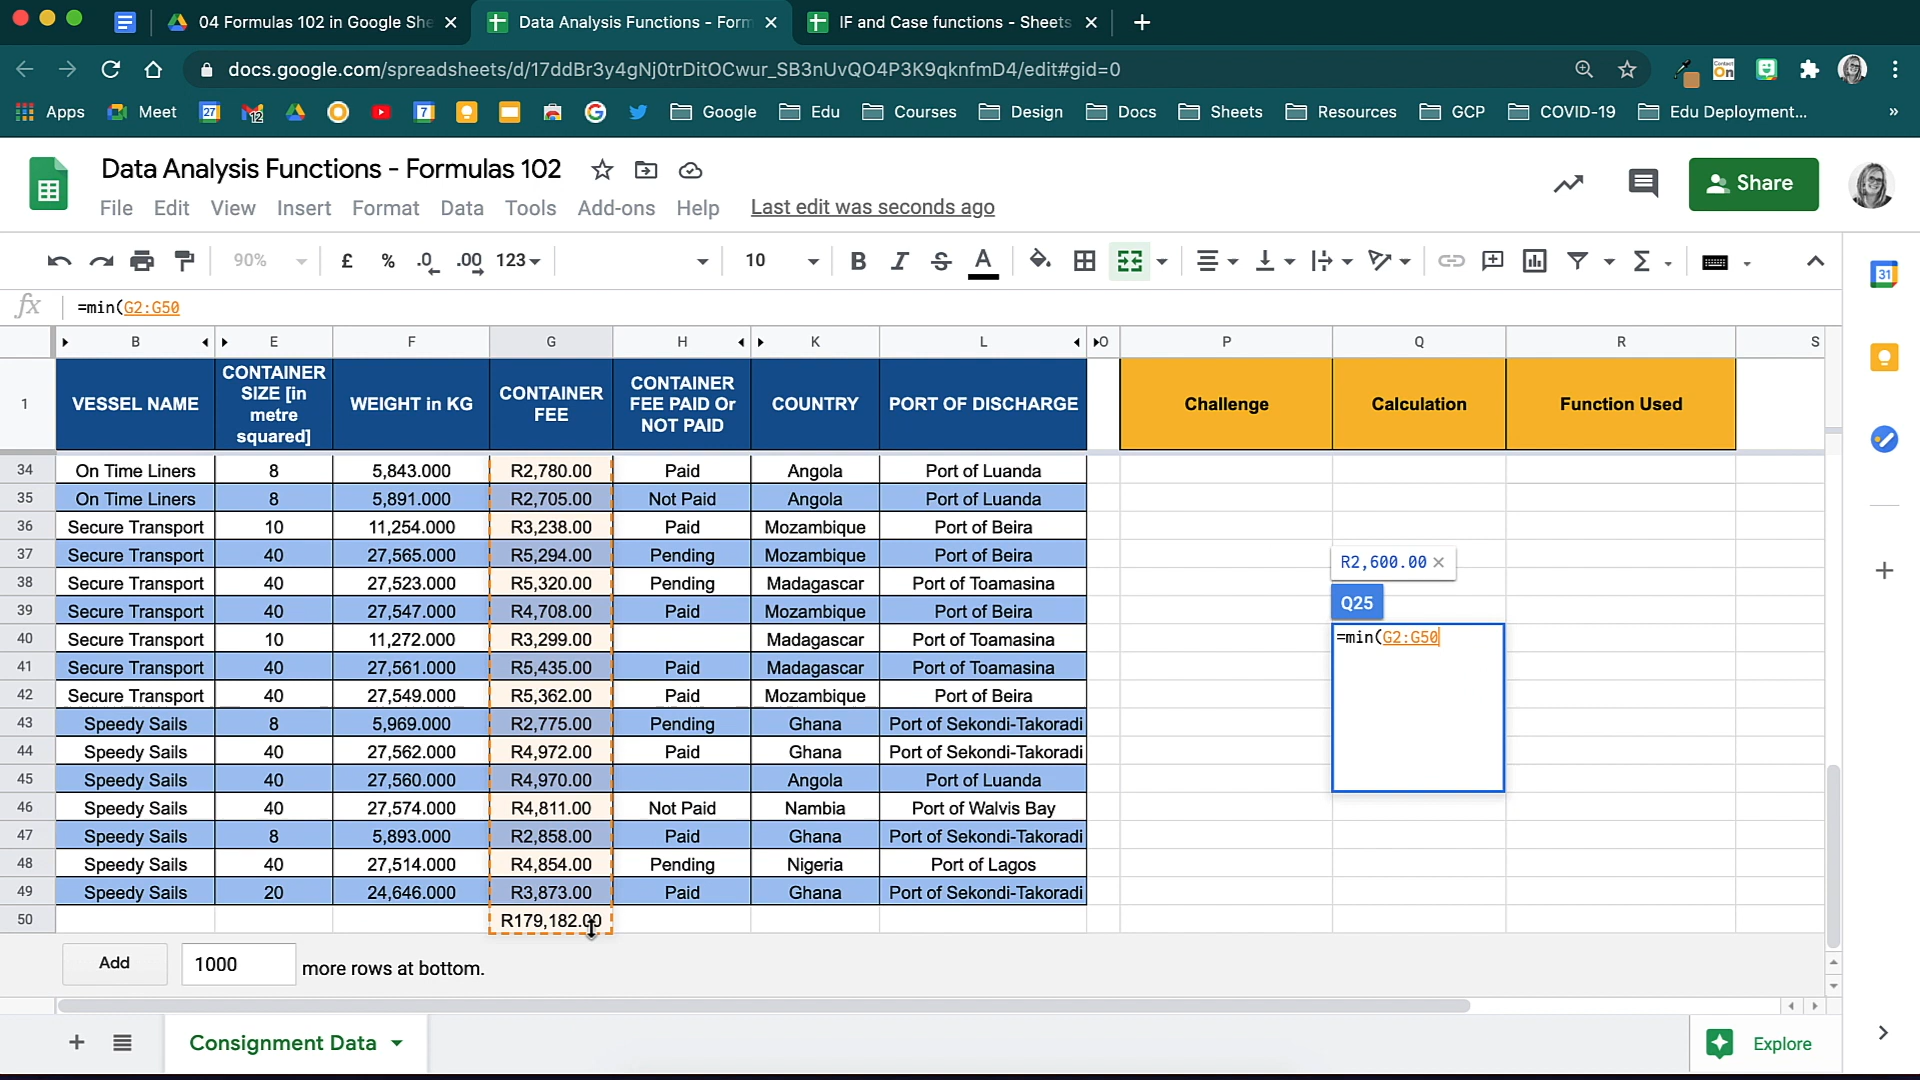 04 Formulas 102 in Google She
Data Analysis Functions - Form
IF and Case functions - Sheets
docs.google.com/spreadsheets/d/17ddBr3y4gNj0trDitOCwur_SB3nUvQO4P3K9qknfmD4/edit#gid=0
Apps Meet Google Edu Courses Design Docs Sheets Resources GCP COVID-19 Edu Deployment... »
Data Analysis Functions - Formulas 102
Share
File Edit View Insert Format Data Tools Add-ons Help Last edit was seconds ago
90% £ % .0 .00 123 10 B I S A Σ
fx =min(G2:G50
B E F G H K L O P Q R S
1 VESSEL NAME CONTAINER SIZE [in metre squared] WEIGHT in KG CONTAINER FEE CONTAINER FEE PAID Or NOT PAID COUNTRY PORT OF DISCHARGE Challenge Calculation Function Used
34 On Time Liners 8 5,843.000 R2,780.00 Paid Angola Port of Luanda
35 On Time Liners 8 5,891.000 R2,705.00 Not Paid Angola Port of Luanda
36 Secure Transport 10 11,254.000 R3,238.00 Paid Mozambique Port of Beira
37 Secure Transport 40 27,565.000 R5,294.00 Pending Mozambique Port of Beira
R2,600.00 ×
38 Secure Transport 40 27,523.000 R5,320.00 Pending Madagascar Port of Toamasina
39 Secure Transport 40 27,547.000 R4,708.00 Paid Mozambique Port of Beira
Q25
40 Secure Transport 10 11,272.000 R3,299.00 Madagascar Port of Toamasina
=min(G2:G50
41 Secure Transport 40 27,561.000 R5,435.00 Paid Madagascar Port of Toamasina
42 Secure Transport 40 27,549.000 R5,362.00 Paid Mozambique Port of Beira
43 Speedy Sails 8 5,969.000 R2,775.00 Pending Ghana Port of Sekondi-Takoradi
44 Speedy Sails 40 27,562.000 R4,972.00 Paid Ghana Port of Sekondi-Takoradi
45 Speedy Sails 40 27,560.000 R4,970.00 Angola Port of Luanda
46 Speedy Sails 40 27,574.000 R4,811.00 Not Paid Nambia Port of Walvis Bay
47 Speedy Sails 8 5,893.000 R2,858.00 Paid Ghana Port of Sekondi-Takoradi
48 Speedy Sails 40 27,514.000 R4,854.00 Pending Nigeria Port of Lagos
49 Speedy Sails 20 24,646.000 R3,873.00 Paid Ghana Port of Sekondi-Takoradi
50 R179,182.00
Add 1000 more rows at bottom.
Consignment Data
Explore